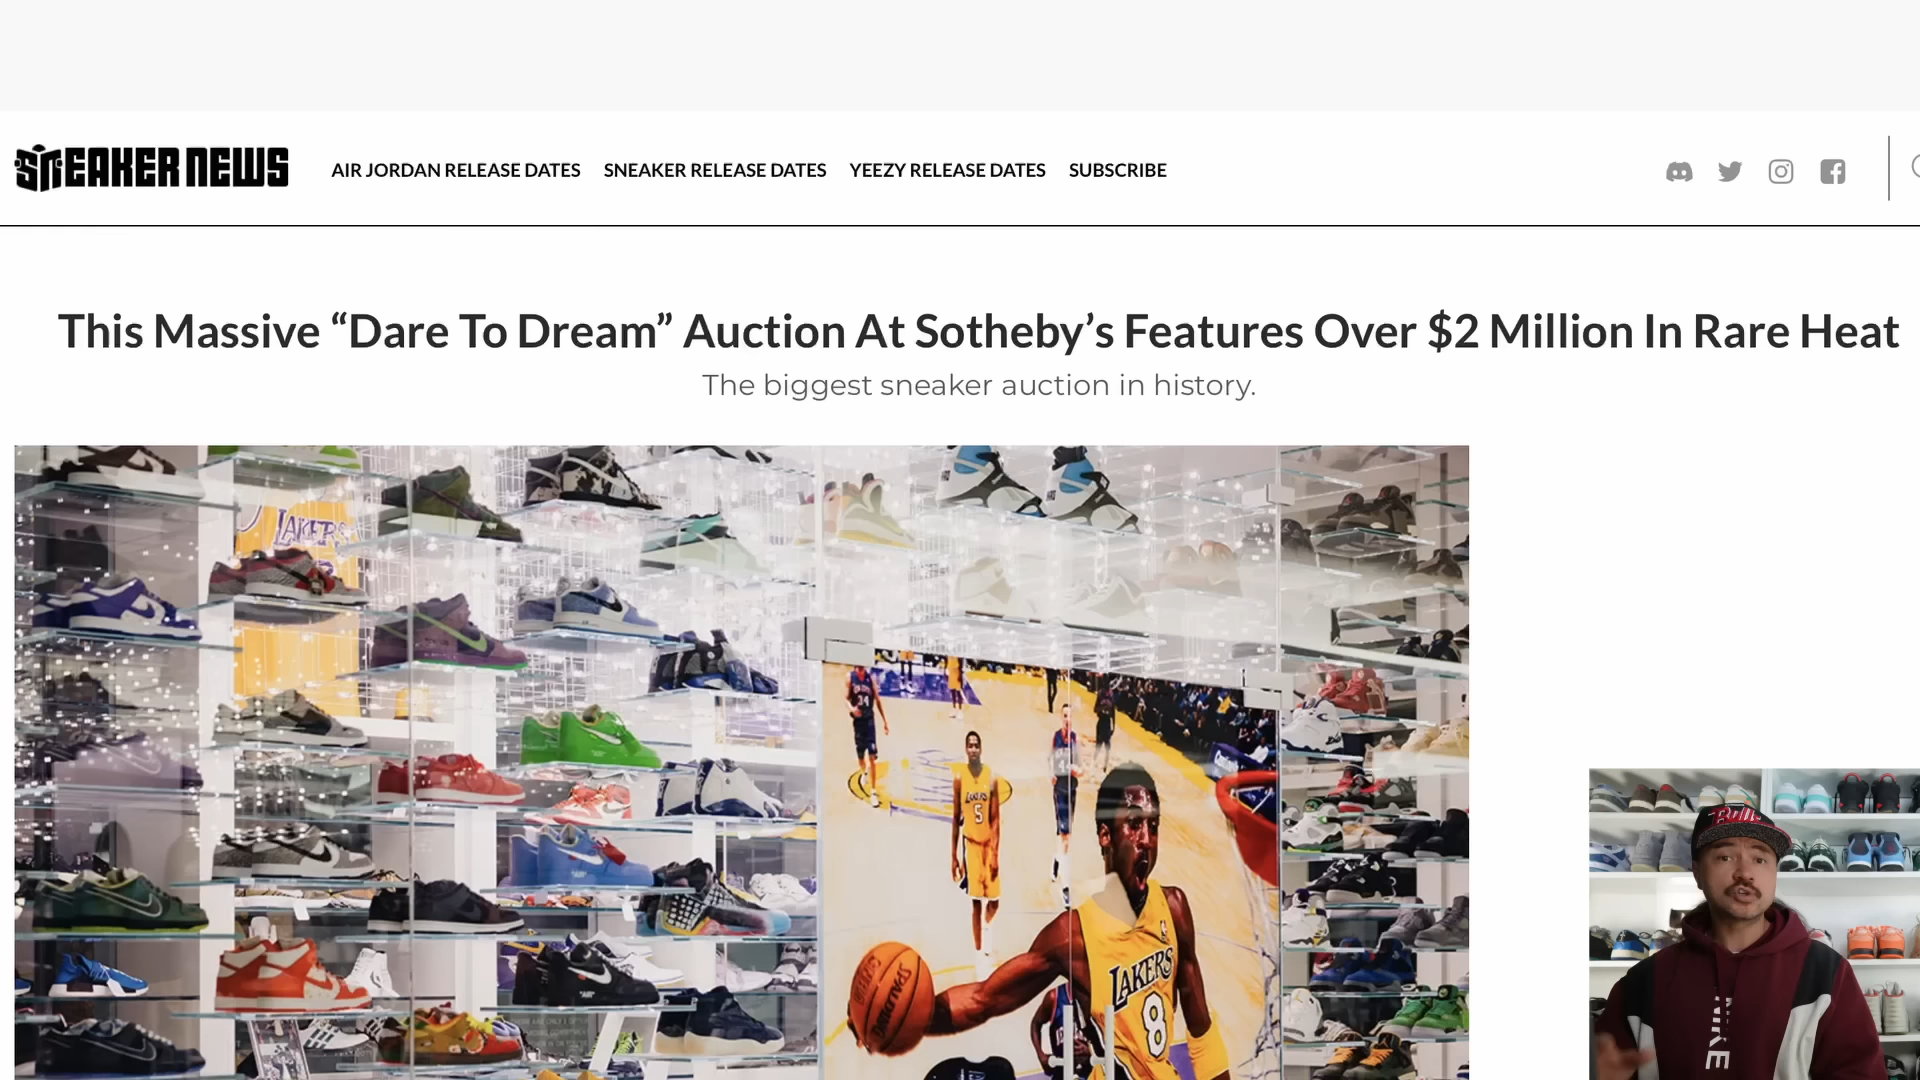 SNEAKER NEWS
AIR JORDAN RELEASE DATES
SNEAKER RELEASE DATES
YEEZY RELEASE DATES
SUBSCRIBE
This Massive “Dare To Dream” Auction At Sotheby’s Features Over $2 Million In Rare Heat
The biggest sneaker auction in history.
LAKERS
LAKERS
5
SPALDING
LAKERS
8
NIKE